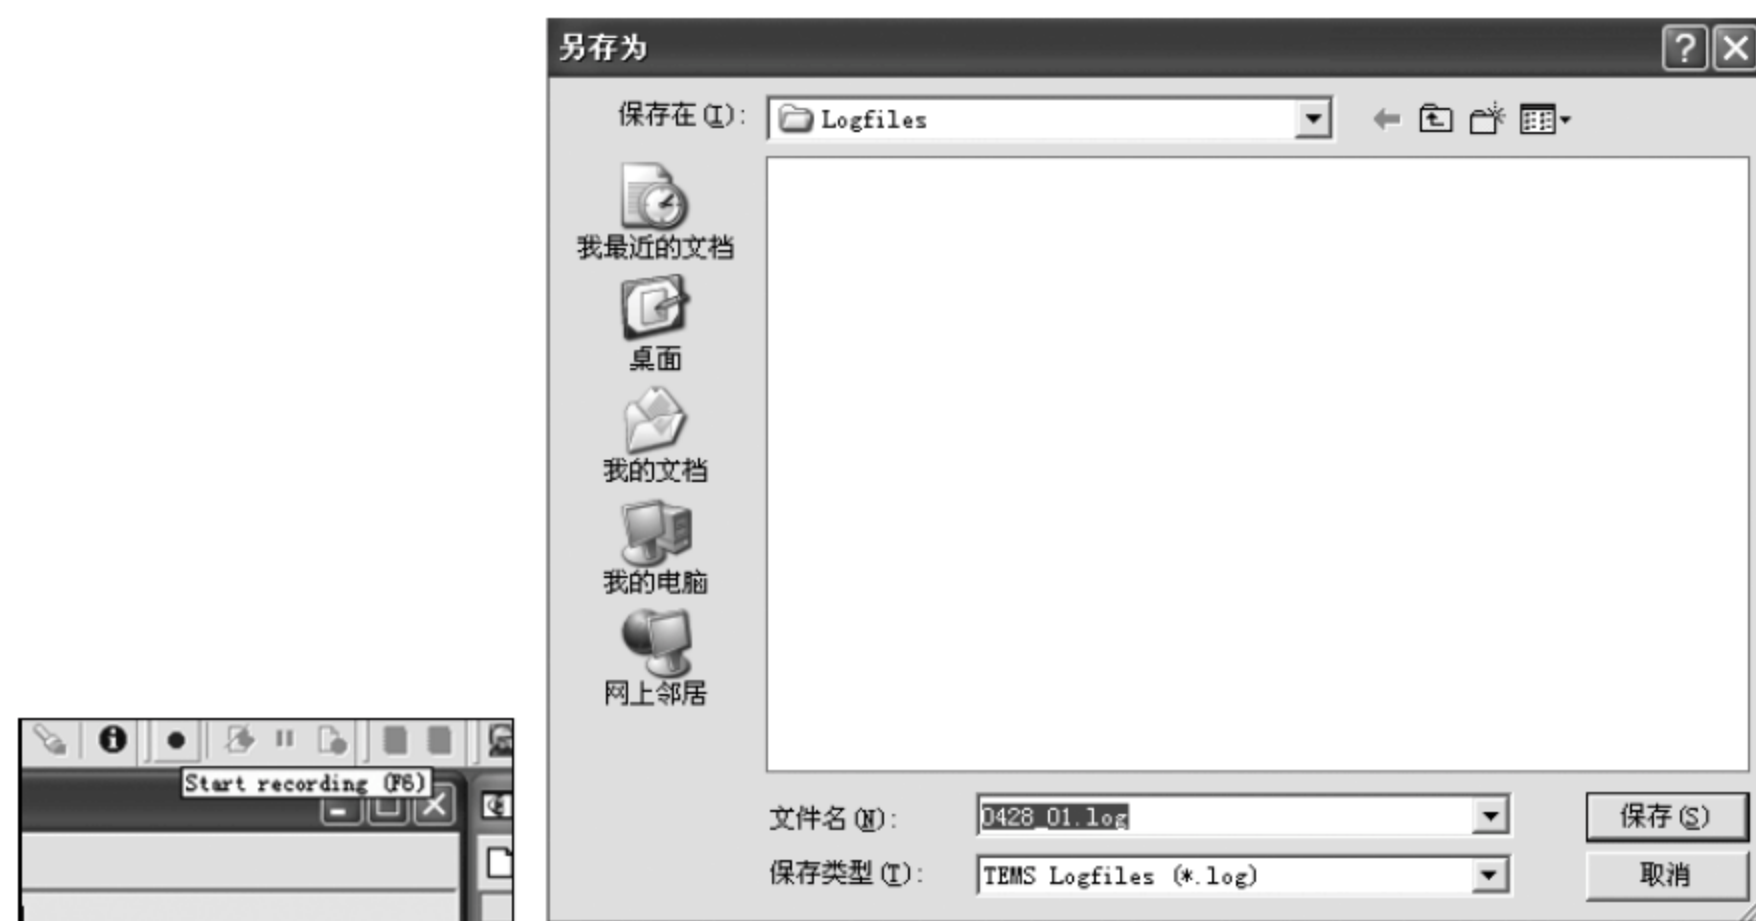 另存为
保存在(I):
Logfiles
我最近的文档
桌面
我的文档
我的电脑
网上邻居
文件名(N):
0428_01.log
保存(S)
保存类型(T):
TEMS Logfiles (*.log)
取消
Start recording (F6)